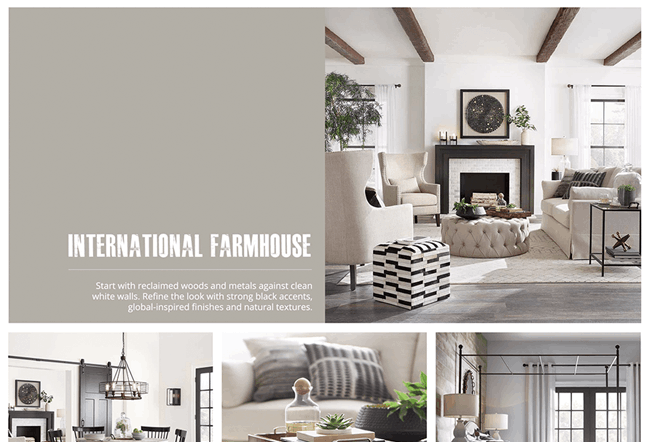 INTERNATIONAL FARMHOUSE
Start with reclaimed woods and metals against clean
white walls. Refine the look with strong black accents,
global-inspired finishes and natural textures.